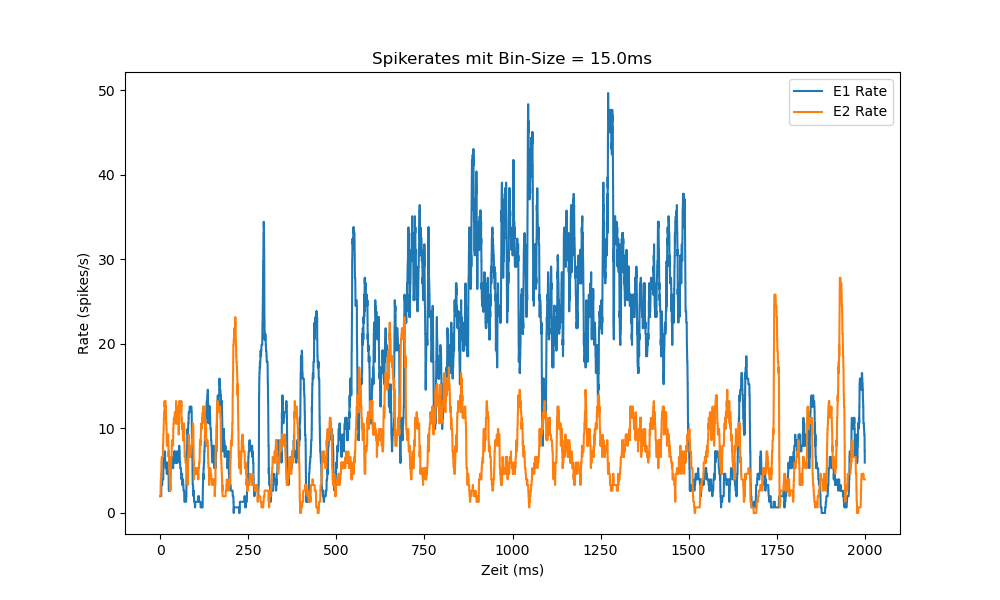 Spikerates mit Bin-Size = 15.0ms
E1 Rate
E2 Rate
50
40
30
20
10
0
Rate (spikes/s)
0 250 500 750 1000 1250 1500 1750 2000
Zeit (ms)